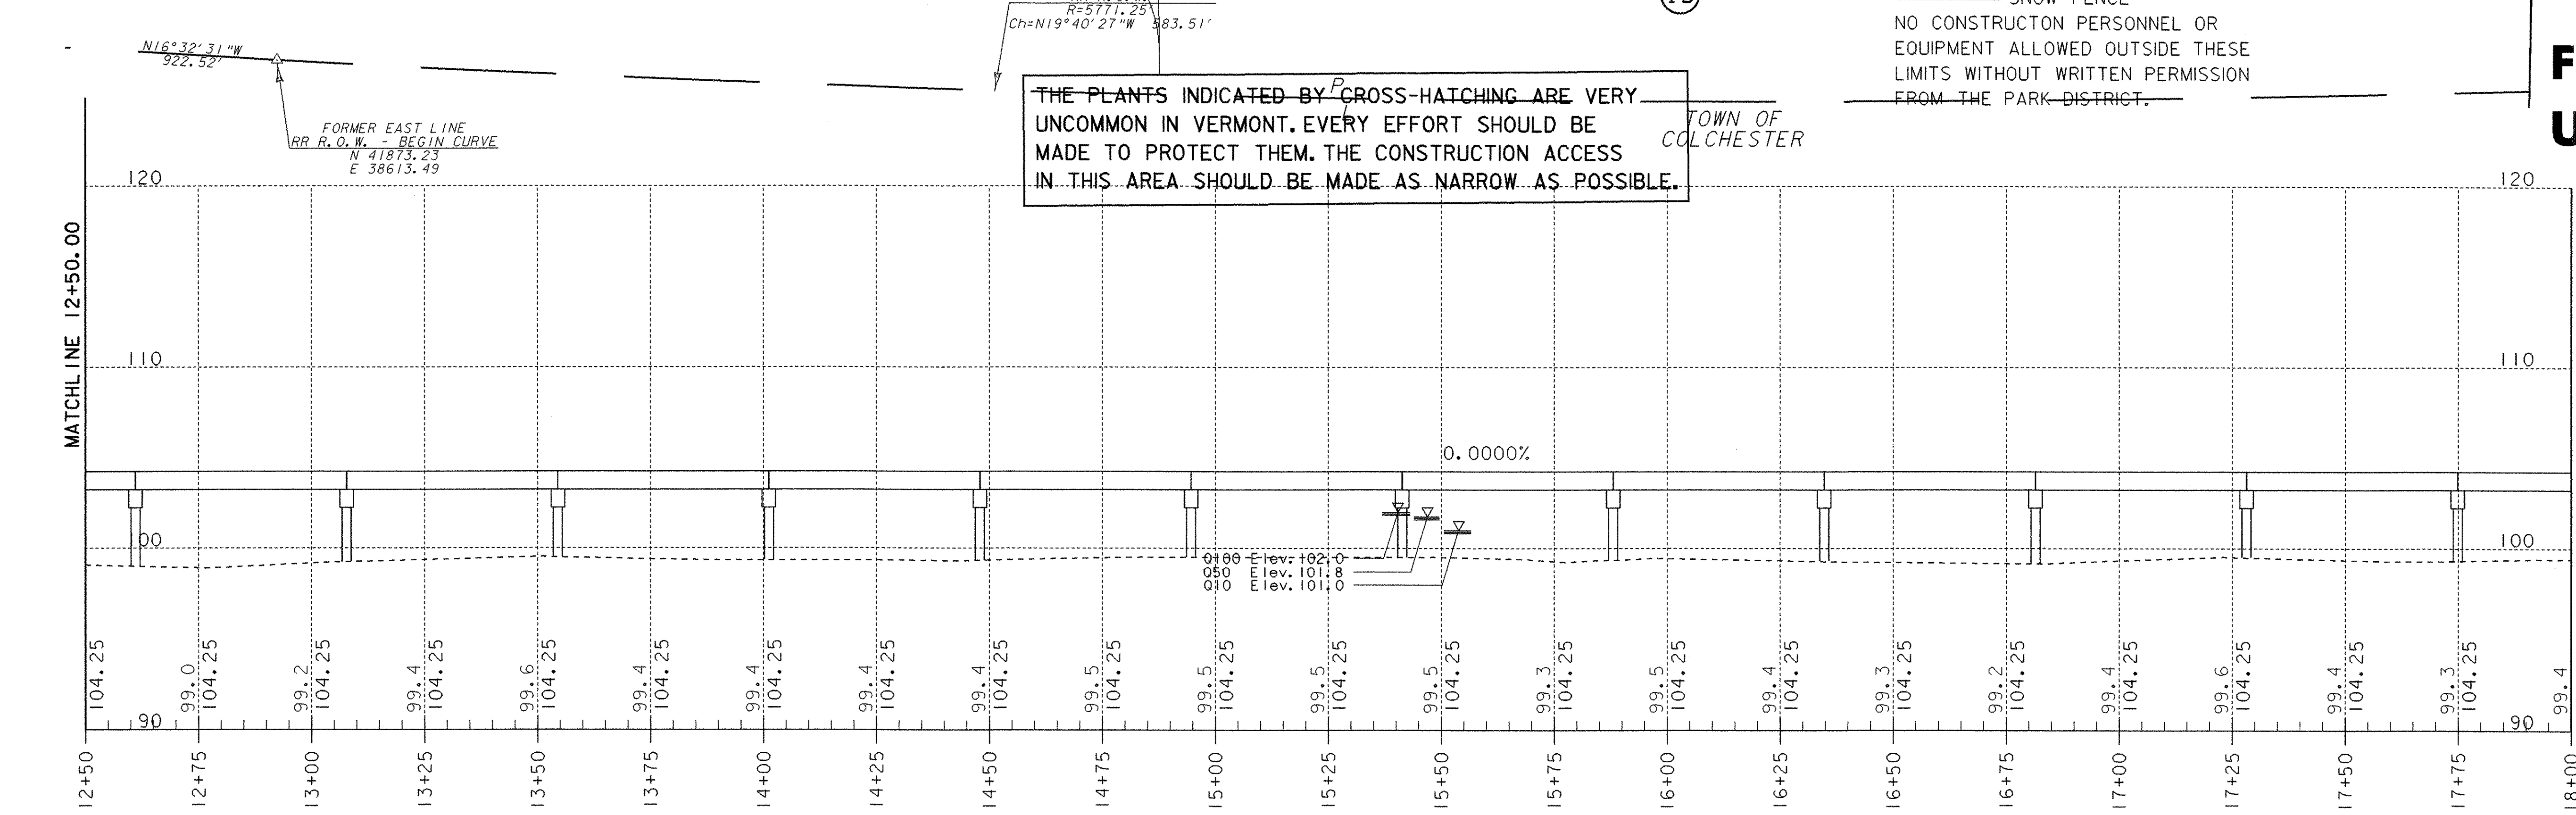 R=5771.25'
Ch=N19°40'27"W 583.51'
SNOW FENCE
NO CONSTRUCTON PERSONNEL OR
EQUIPMENT ALLOWED OUTSIDE THESE
LIMITS WITHOUT WRITTEN PERMISSION
FROM THE PARK DISTRICT.
F
U
N16°32'31"W
922.52'
FORMER EAST LINE
RR R.O.W. - BEGIN CURVE
N 41873.23
E 38613.49
P
THE PLANTS INDICATED BY CROSS-HATCHING ARE VERY
UNCOMMON IN VERMONT. EVERY EFFORT SHOULD BE
MADE TO PROTECT THEM. THE CONSTRUCTION ACCESS
IN THIS AREA SHOULD BE MADE AS NARROW AS POSSIBLE.
TOWN OF
COLCHESTER
MATCHLINE 12+50.00
120 120
110 110
0.0000%
100 100
Q100 Elev. 102.0
Q50 Elev. 101.8
Q10 Elev. 101.0
104.25 99.0 104.25 99.2 104.25 99.4 104.25 99.6 104.25 99.4 104.25 99.4 104.25 99.4 104.25 99.4 104.25 99.5 104.25 99.5 104.25 99.5 104.25 99.5 104.25 99.3 104.25 99.5 104.25 99.4 104.25 99.3 104.25 99.2 104.25 99.4 104.25 99.6 104.25 99.4 104.25 99.3 104.25 99.4
90 90
12+50 12+75 13+00 13+25 13+50 13+75 14+00 14+25 14+50 14+75 15+00 15+25 15+50 15+75 16+00 16+25 16+50 16+75 17+00 17+25 17+50 17+75 18+00